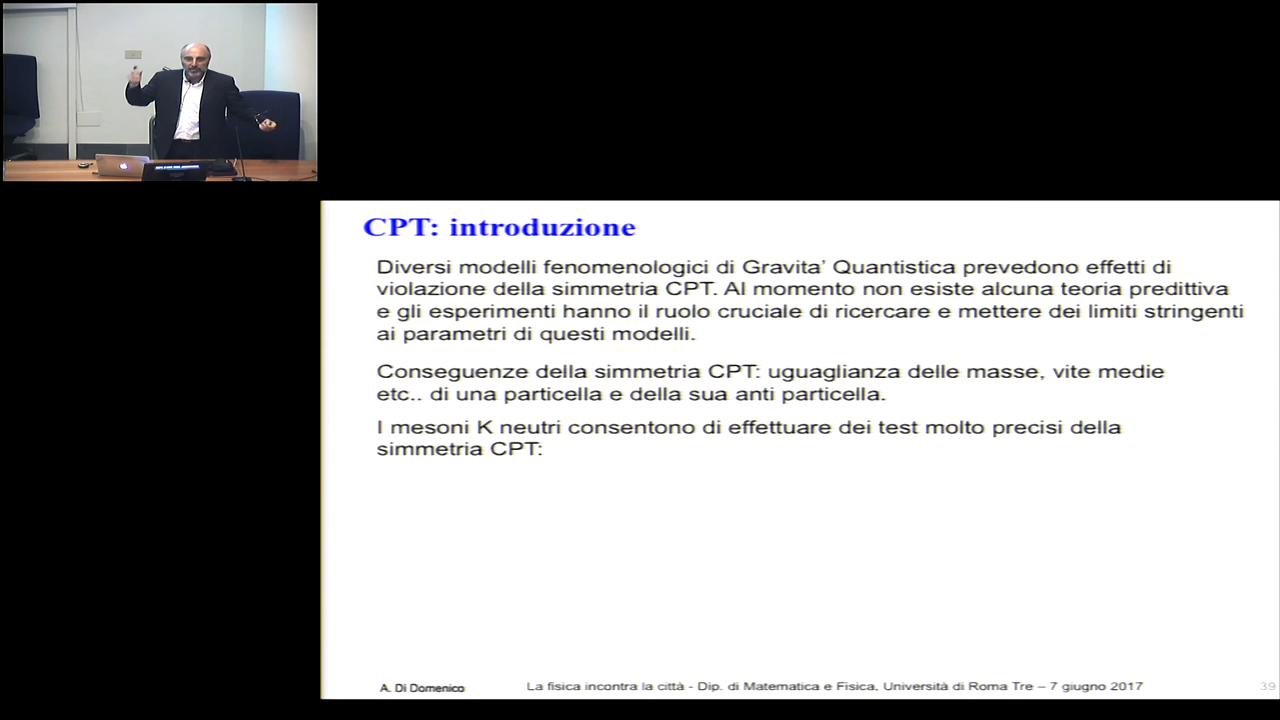 CPT: introduzione
Diversi modelli fenomenologici di Gravita' Quantistica prevedono effetti di
violazione della simmetria CPT. Al momento non esiste alcuna teoria predittiva
e gli esperimenti hanno il ruolo cruciale di ricercare e mettere dei limiti stringenti
ai parametri di questi modelli.
Conseguenze della simmetria CPT: uguaglianza delle masse, vite medie
etc.. di una particella e della sua anti particella.
I mesoni K neutri consentono di effettuare dei test molto precisi della
simmetria CPT:
A. Di Domenico
La fisica incontra la città - Dip. di Matematica e Fisica, Università di Roma Tre – 7 giugno 2017
39